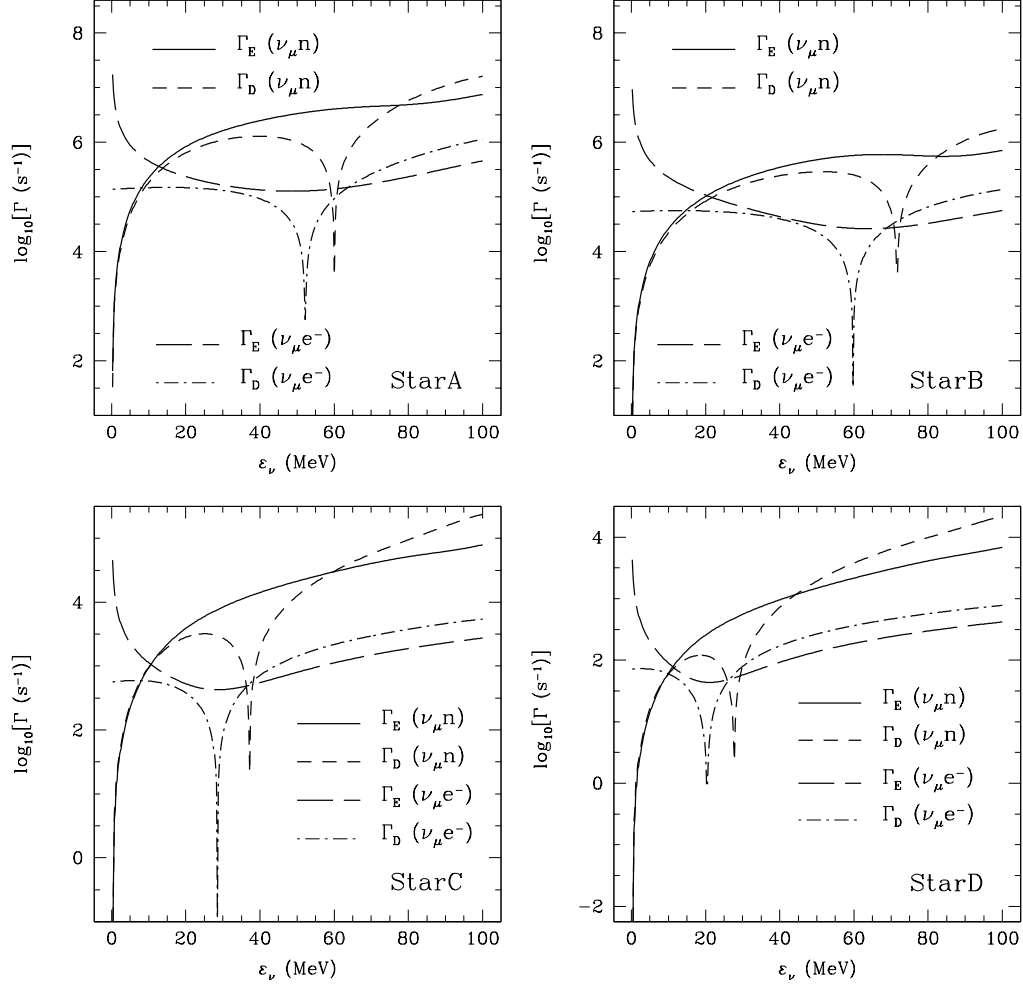 8
6
4
2
log₁₀[Γ (s⁻¹)]
Γ_E (ν_μn)
Γ_D (ν_μn)
Γ_E (ν_μe⁻)
Γ_D (ν_μe⁻)
StarA
0 20 40 60 80 100
ε_ν (MeV)
8
6
4
2
log₁₀[Γ (s⁻¹)]
Γ_E (ν_μn)
Γ_D (ν_μn)
Γ_E (ν_μe⁻)
Γ_D (ν_μe⁻)
StarB
0 20 40 60 80 100
ε_ν (MeV)
4
2
0
log₁₀[Γ (s⁻¹)]
Γ_E (ν_μn)
Γ_D (ν_μn)
Γ_E (ν_μe⁻)
Γ_D (ν_μe⁻)
StarC
0 20 40 60 80 100
ε_ν (MeV)
4
2
0
−2
log₁₀[Γ (s⁻¹)]
Γ_E (ν_μn)
Γ_D (ν_μn)
Γ_E (ν_μe⁻)
Γ_D (ν_μe⁻)
StarD
0 20 40 60 80 100
ε_ν (MeV)